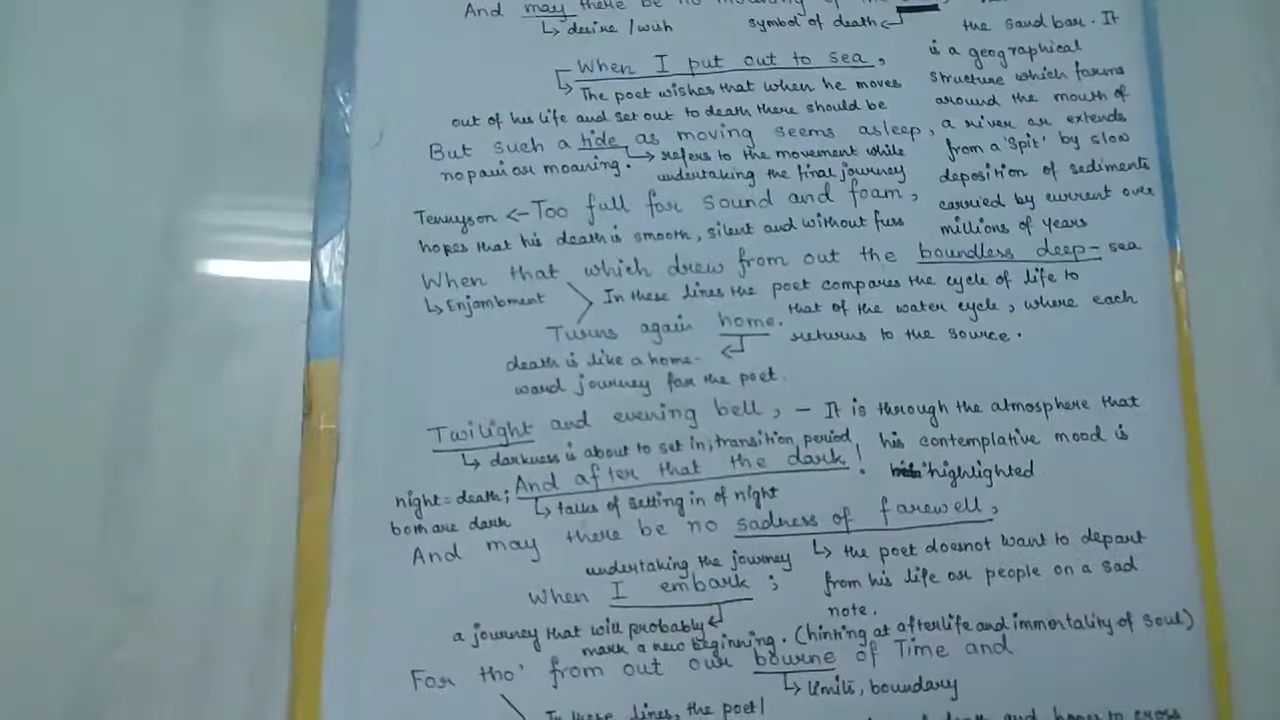 And may there be no moaning of the
↳ desire / wish symbol of death ↲ the sand bar. It
When I put out to sea, is a geographical
↳ The poet wishes that when he moves structure which forms
out of his life and set out to death there should be around the mouth of
But such a tide as moving seems asleep, a river or extends
no pain or moaning. ↳ refers to the movement while from a 'spit' by slow
undertaking the final journey deposition of sediments
Tennyson ← Too full for sound and foam, carried by current over
hopes that his death is smooth, silent and without fuss millions of years
When that which drew from out the boundless deep - sea
↳ Enjambment In these lines the poet compares the cycle of life to
Turns again home. that of the water cycle, where each
death is like a home- returns to the source.
ward journey for the poet.
Twilight and evening bell, - It is through the atmosphere that
↳ darkness is about to set in; transition period his contemplative mood is
night = death; And after that the dark! highlighted
both are dark ↳ talks of setting in of night
And may there be no sadness of farewell,
undertaking the journey ↳ the poet doesnot want to depart
When I embark; from his life or people on a sad
note.
a journey that will probably ↲
mark a new beginning. (hinting at afterlife and immortality of soul)
For tho' from out our bourne of Time and
↳ limits, boundary
In these lines, the poet
and hopes to cross